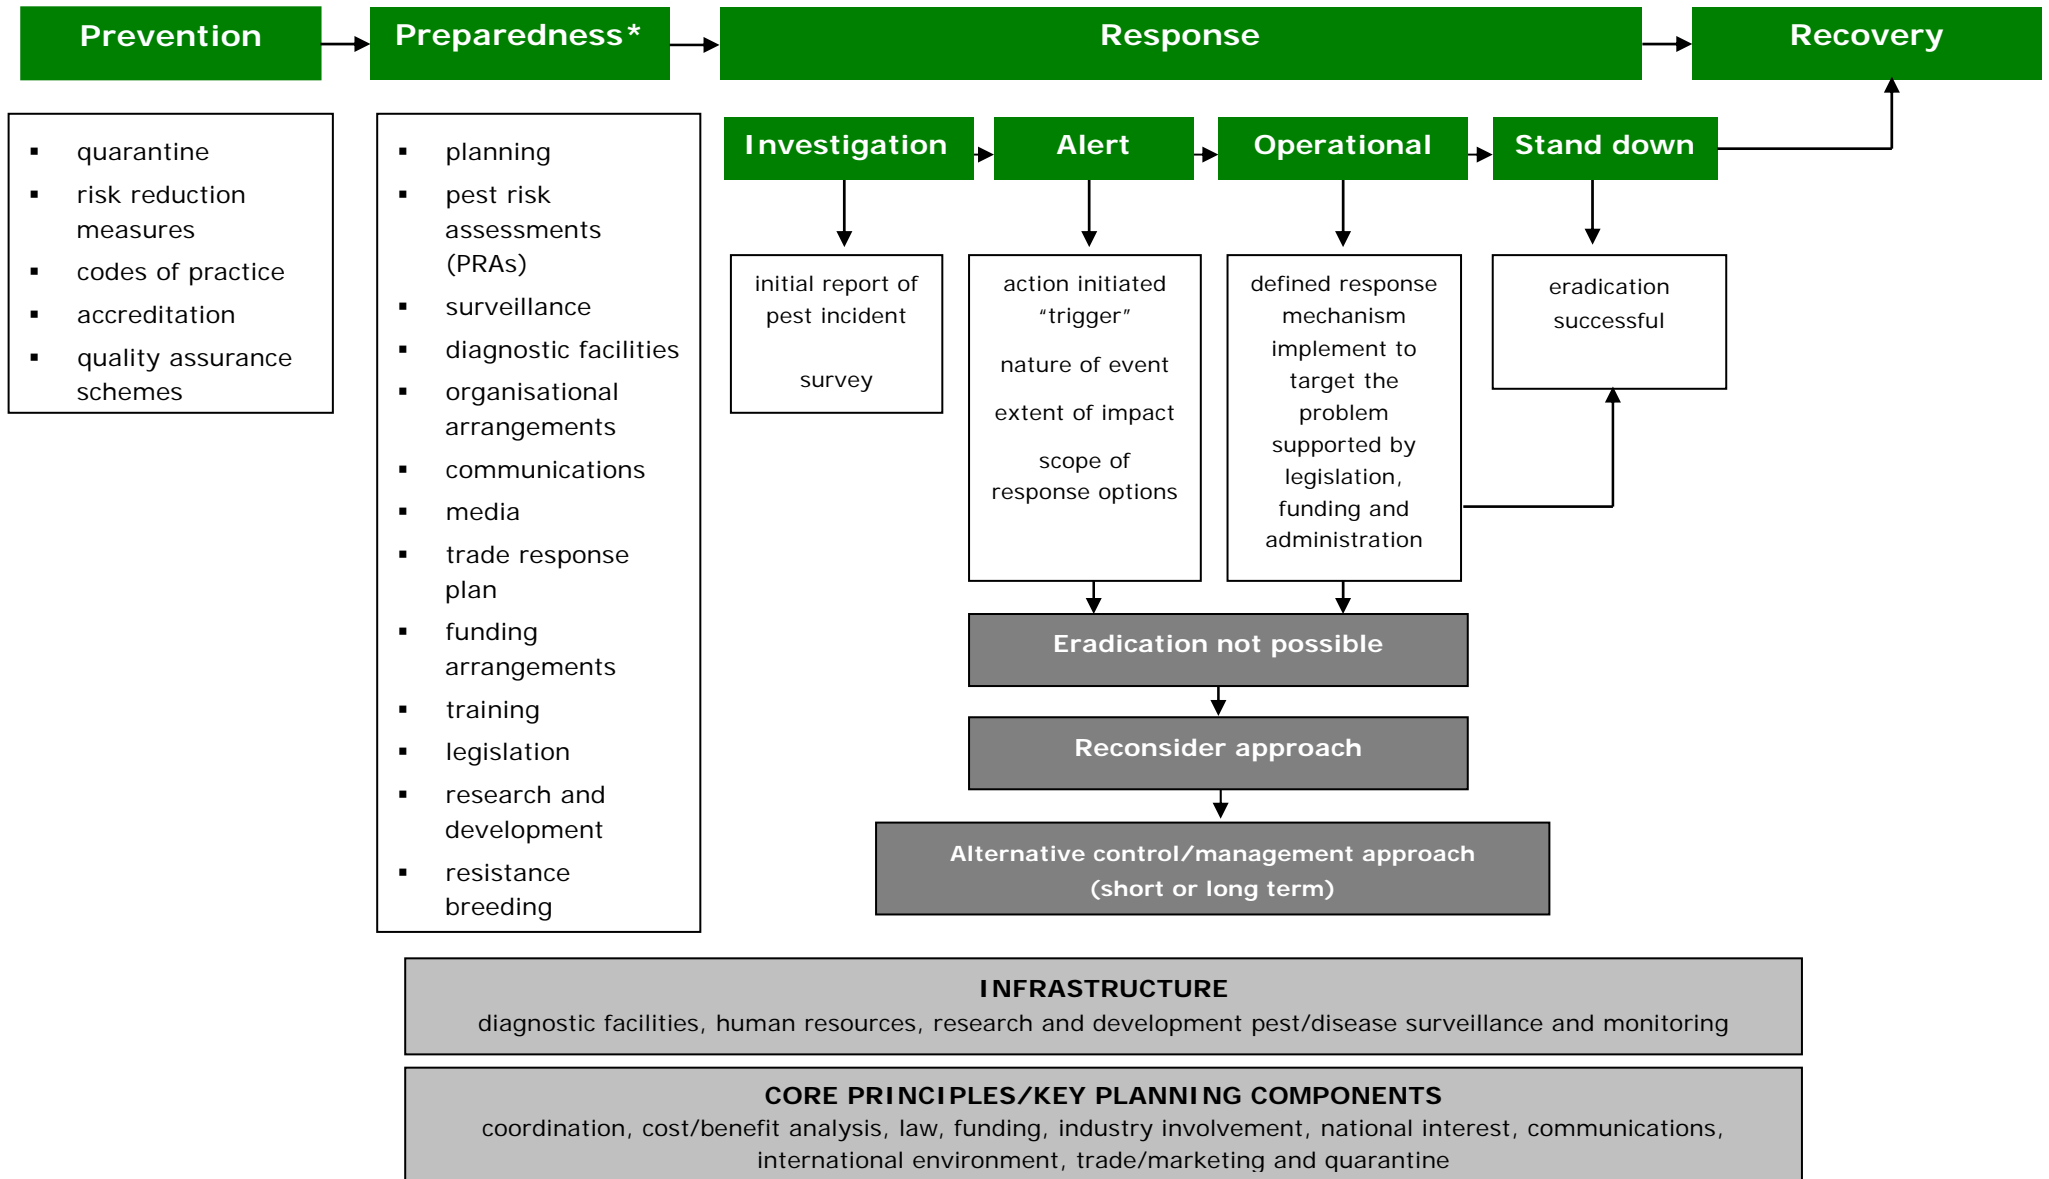 Prevention
Preparedness*
Response
Recovery
▪ quarantine
▪ risk reduction
measures
▪ codes of practice
▪ accreditation
▪ quality assurance
schemes
▪ planning
▪ pest risk
assessments
(PRAs)
▪ surveillance
▪ diagnostic facilities
▪ organisational
arrangements
▪ communications
▪ media
▪ trade response
plan
▪ funding
arrangements
▪ training
▪ legislation
▪ research and
development
▪ resistance
breeding
Investigation
Alert
Operational
Stand down
initial report of
pest incident
survey
action initiated
“trigger”
nature of event
extent of impact
scope of
response options
defined response
mechanism
implement to
target the
problem
supported by
legislation,
funding and
administration
eradication
successful
Eradication not possible
Reconsider approach
Alternative control/management approach
(short or long term)
INFRASTRUCTURE
diagnostic facilities, human resources, research and development pest/disease surveillance and monitoring
CORE PRINCIPLES/KEY PLANNING COMPONENTS
coordination, cost/benefit analysis, law, funding, industry involvement, national interest, communications,
international environment, trade/marketing and quarantine